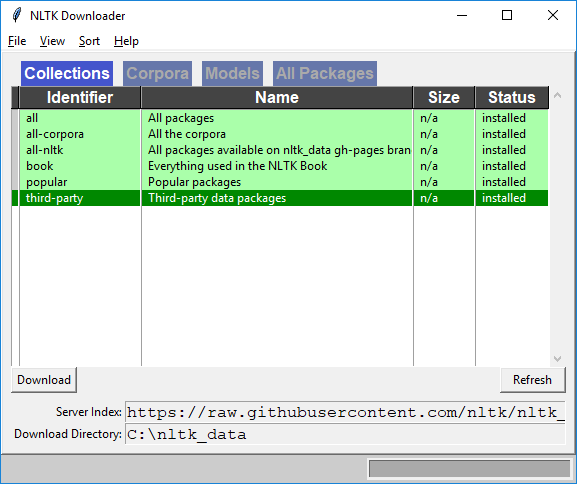 NLTK Downloader
File View Sort Help
Collections Corpora Models All Packages
Identifier Name Size Status
all All packages n/a installed
all-corpora All the corpora n/a installed
all-nltk All packages available on nltk_data gh-pages bran n/a installed
book Everything used in the NLTK Book n/a installed
popular Popular packages n/a installed
third-party Third-party data packages n/a installed
Download Refresh
Server Index: https://raw.githubusercontent.com/nltk/nltk_
Download Directory: C:\nltk_data